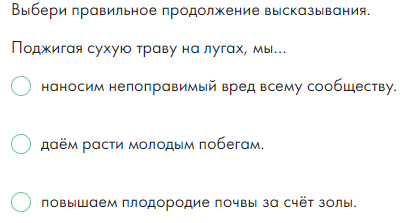 Выбери правильное продолжение высказывания.
Поджигая сухую траву на лугах, мы...
наносим непоправимый вред всему сообществу.
даём расти молодым побегам.
повышаем плодородие почвы за счёт золы.